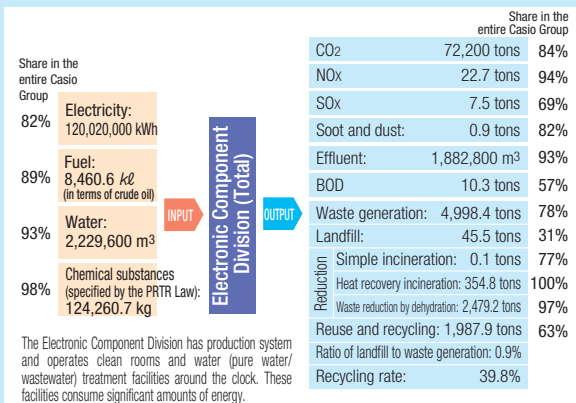 Share in the
entire Casio Group
Share in the
entire Casio
Group
82%
Electricity:
120,020,000 kWh
89%
Fuel:
8,460.6 kℓ
(in terms of crude oil)
93%
Water:
2,229,600 m³
98%
Chemical substances
(specified by the PRTR Law):
124,260.7 kg
INPUT
Electronic Component
Division (Total)
OUTPUT
CO2 72,200 tons 84%
NOx 22.7 tons 94%
SOx 7.5 tons 69%
Soot and dust: 0.9 tons 82%
Effluent: 1,882,800 m³ 93%
BOD 10.3 tons 57%
Waste generation: 4,998.4 tons 78%
Landfill: 45.5 tons 31%
Reduction
Simple incineration: 0.1 tons 77%
Heat recovery incineration: 354.8 tons 100%
Waste reduction by dehydration: 2,479.2 tons 97%
Reuse and recycling: 1,987.9 tons 63%
Ratio of landfill to waste generation: 0.9%
Recycling rate: 39.8%
The Electronic Component Division has production system
and operates clean rooms and water (pure water/
wastewater) treatment facilities around the clock. These
facilities consume significant amounts of energy.